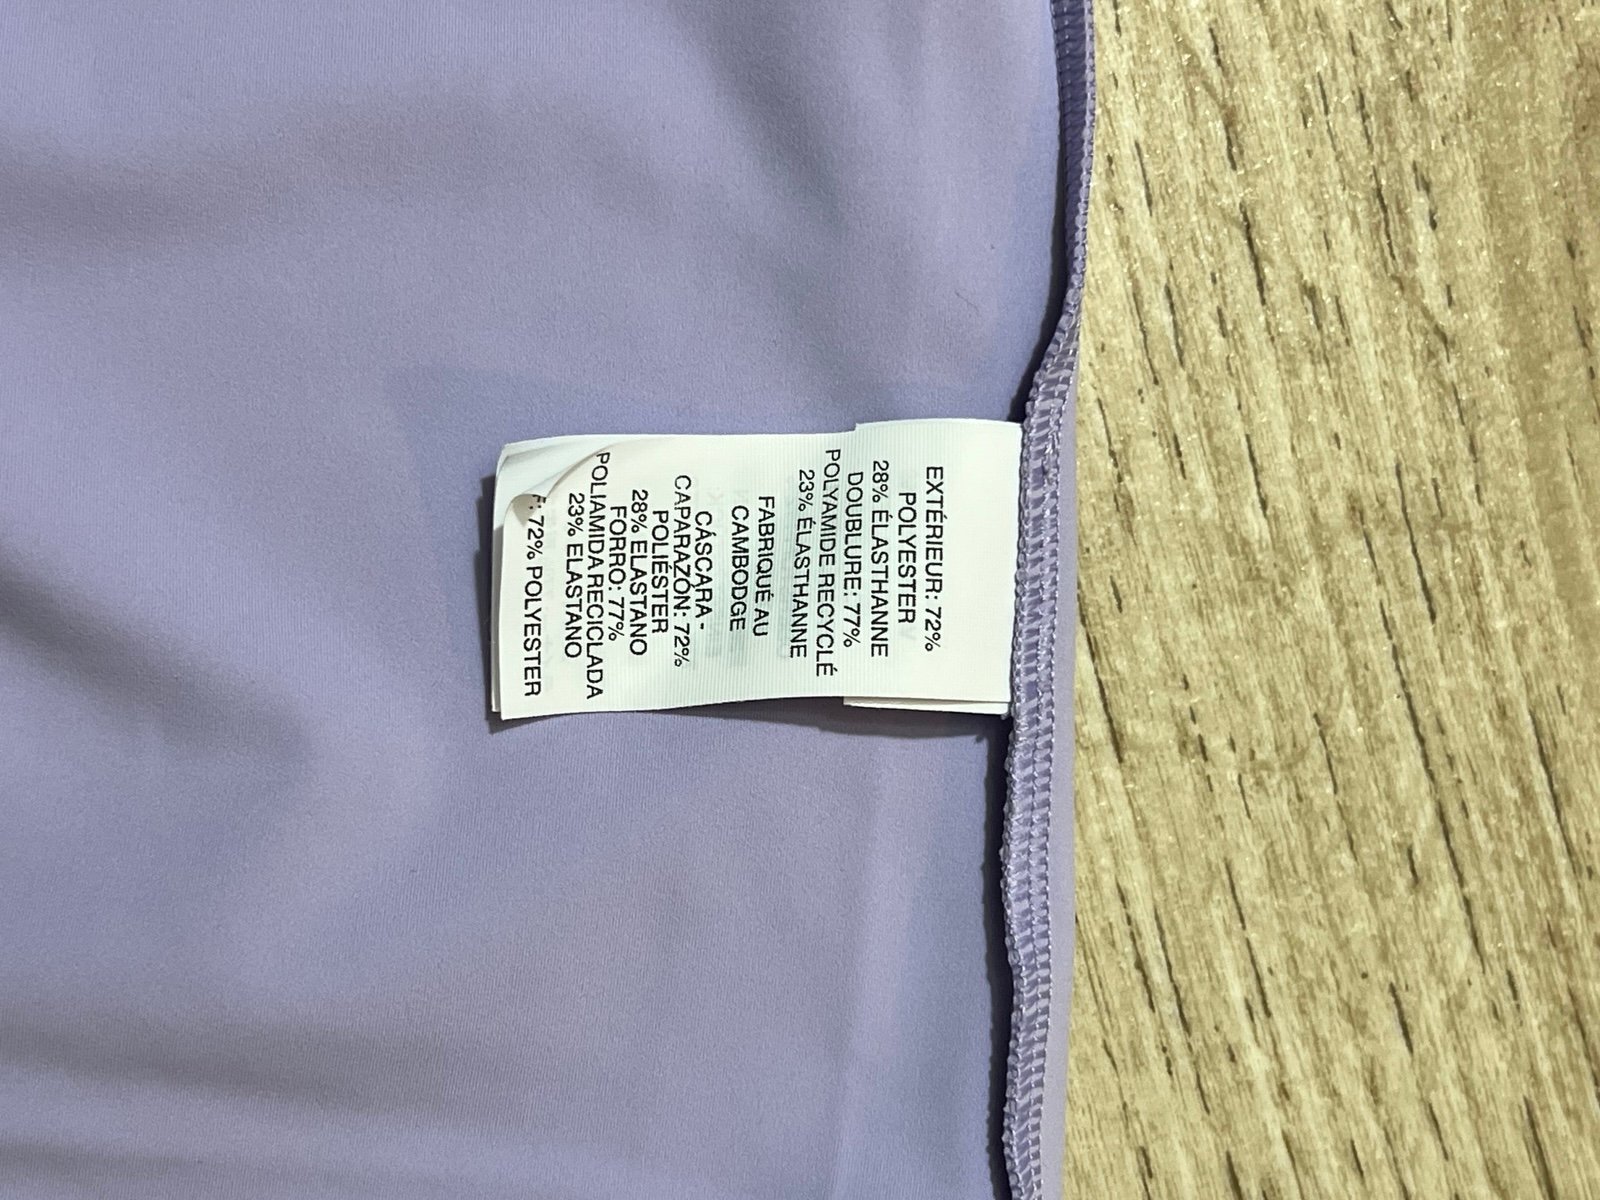 EXTÉRIEUR: 72%
POLYESTER
28% ÉLASTHANNE
DOUBLURE: 77%
POLYAMIDE RECYCLÉ
23% ÉLASTHANNE
FABRIQUÉ AU
CAMBODGE
CÁSCARA -
CAPARAZÓN: 72%
POLIÉSTER
28% ELASTANO
FORRO: 77%
POLIAMIDA RECICLADA
23% ELASTANO
: 72% POLYESTER